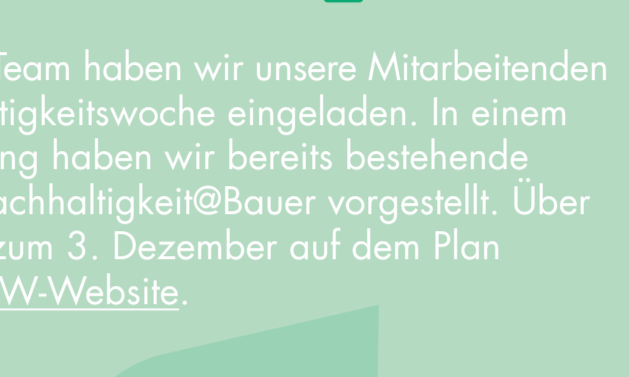 Team haben wir unsere Mitarbeitenden
tigkeitswoche eingeladen. In einem
ng haben wir bereits bestehende
achhaltigkeit@Bauer vorgestellt. Über
zum 3. Dezember auf dem Plan
W-Website.